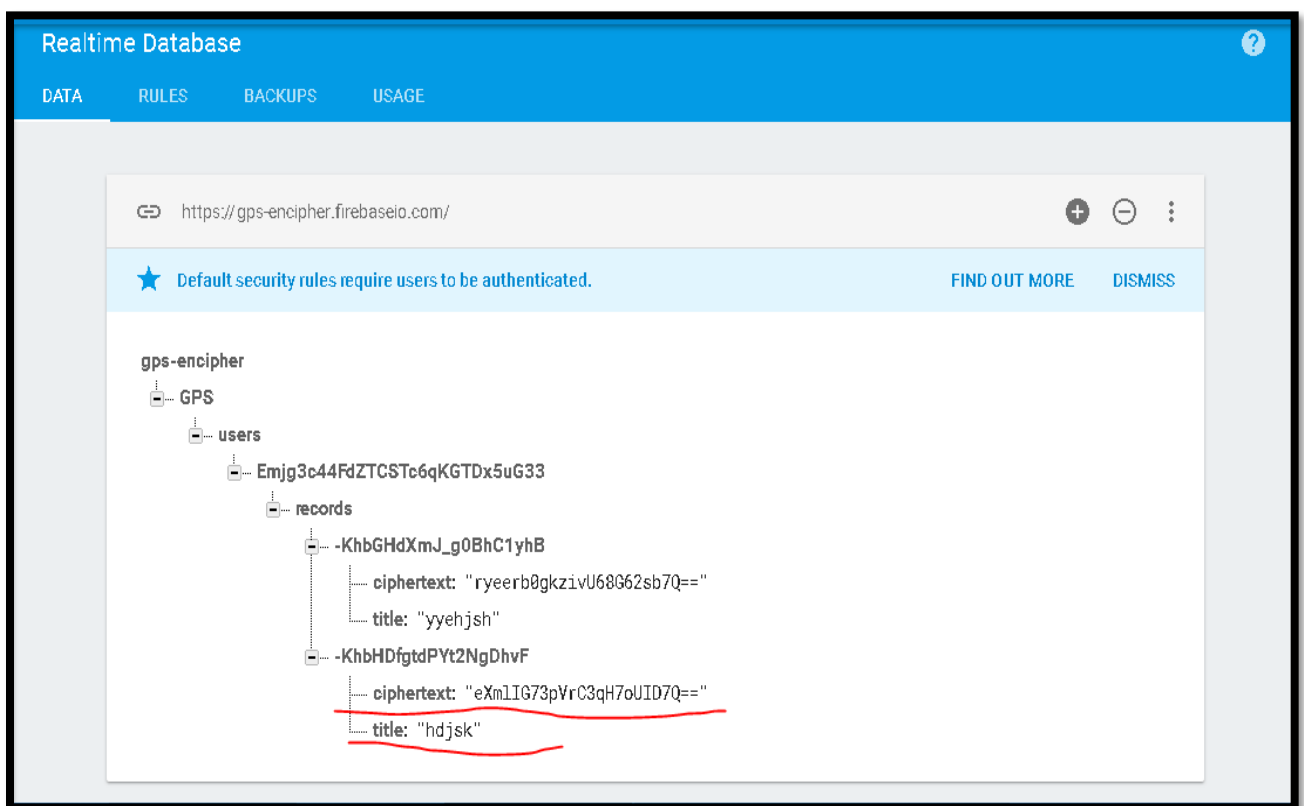 Realtime Database
DATA RULES BACKUPS USAGE
https://gps-encipher.firebaseio.com/
Default security rules require users to be authenticated. FIND OUT MORE DISMISS
gps-encipher
GPS
users
Emjg3c44FdZTCSTc6qKGTDx5uG33
records
-KhbGHdXmJ_g0BhC1yhB
ciphertext: "ryeerb0gkzivU68G62sb7Q=="
title: "yyehjsh"
-KhbHDfgtdPYt2NgDhvF
ciphertext: "eXmlIG73pVrC3qH7oUID7Q=="
title: "hdjsk"